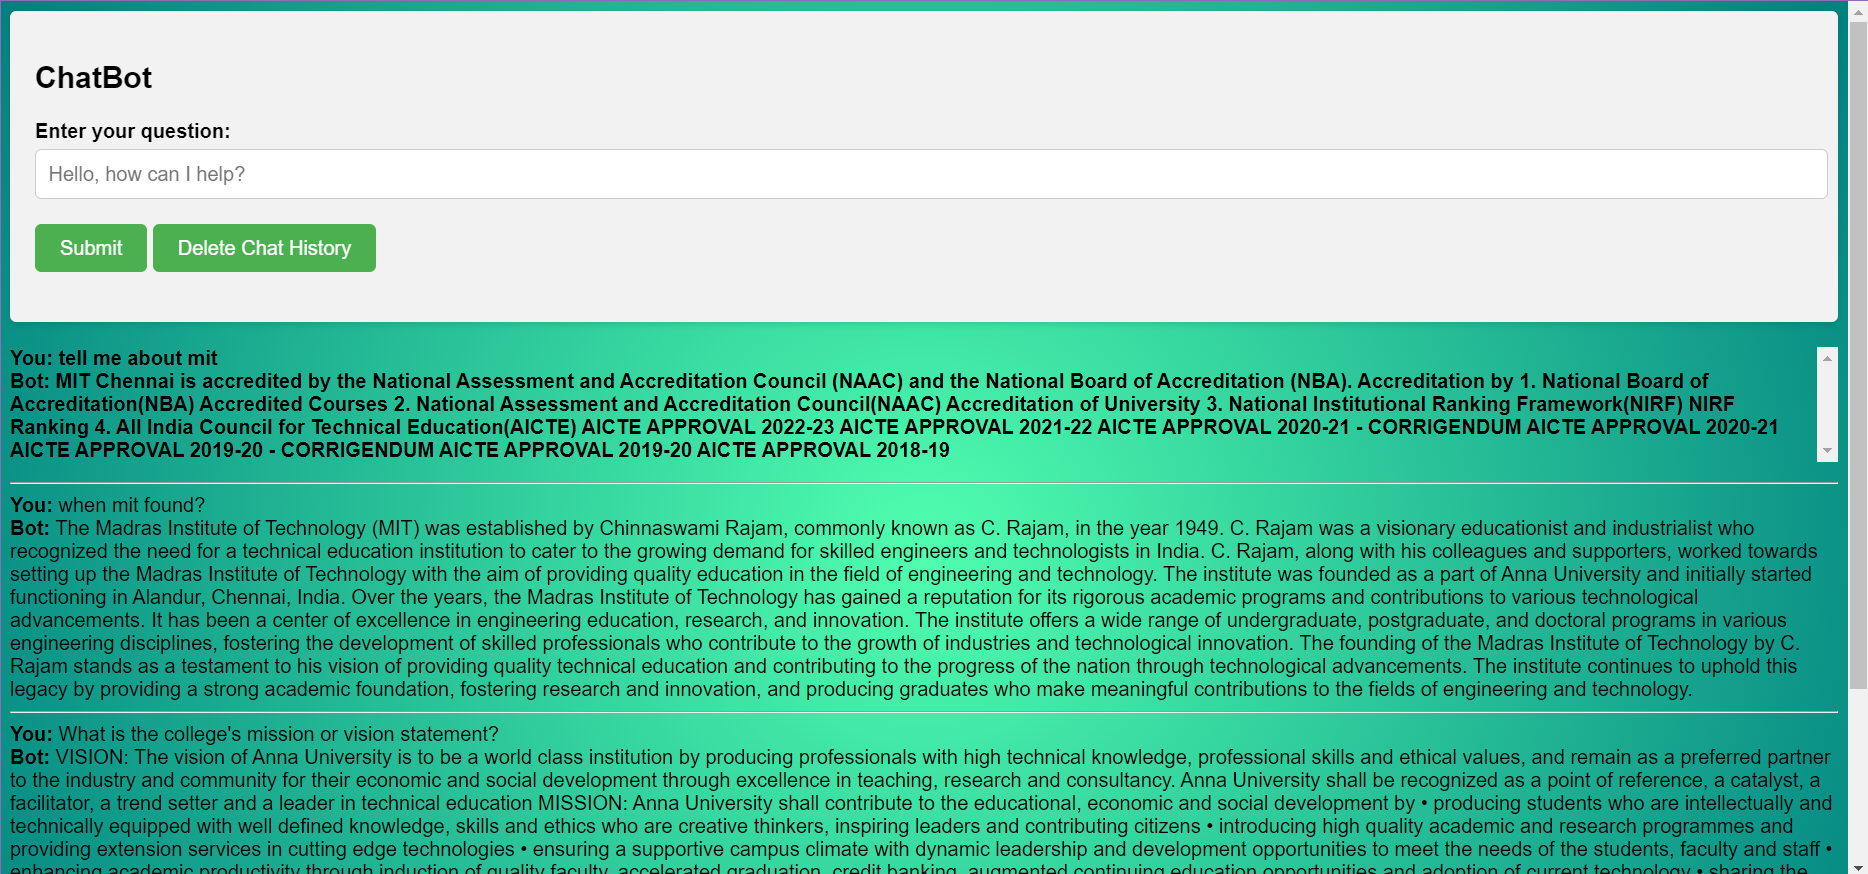 ChatBot
Enter your question:
Hello, how can I help?
Submit Delete Chat History
You: tell me about mit
Bot: MIT Chennai is accredited by the National Assessment and Accreditation Council (NAAC) and the National Board of Accreditation (NBA). Accreditation by 1. National Board of
Accreditation(NBA) Accredited Courses 2. National Assessment and Accreditation Council(NAAC) Accreditation of University 3. National Institutional Ranking Framework(NIRF) NIRF
Ranking 4. All India Council for Technical Education(AICTE) AICTE APPROVAL 2022-23 AICTE APPROVAL 2021-22 AICTE APPROVAL 2020-21 - CORRIGENDUM AICTE APPROVAL 2020-21
AICTE APPROVAL 2019-20 - CORRIGENDUM AICTE APPROVAL 2019-20 AICTE APPROVAL 2018-19
You: when mit found?
Bot: The Madras Institute of Technology (MIT) was established by Chinnaswami Rajam, commonly known as C. Rajam, in the year 1949. C. Rajam was a visionary educationist and industrialist who
recognized the need for a technical education institution to cater to the growing demand for skilled engineers and technologists in India. C. Rajam, along with his colleagues and supporters, worked towards
setting up the Madras Institute of Technology with the aim of providing quality education in the field of engineering and technology. The institute was founded as a part of Anna University and initially started
functioning in Alandur, Chennai, India. Over the years, the Madras Institute of Technology has gained a reputation for its rigorous academic programs and contributions to various technological
advancements. It has been a center of excellence in engineering education, research, and innovation. The institute offers a wide range of undergraduate, postgraduate, and doctoral programs in various
engineering disciplines, fostering the development of skilled professionals who contribute to the growth of industries and technological innovation. The founding of the Madras Institute of Technology by C.
Rajam stands as a testament to his vision of providing quality technical education and contributing to the progress of the nation through technological advancements. The institute continues to uphold this
legacy by providing a strong academic foundation, fostering research and innovation, and producing graduates who make meaningful contributions to the fields of engineering and technology.
You: What is the college's mission or vision statement?
Bot: VISION: The vision of Anna University is to be a world class institution by producing professionals with high technical knowledge, professional skills and ethical values, and remain as a preferred partner
to the industry and community for their economic and social development through excellence in teaching, research and consultancy. Anna University shall be recognized as a point of reference, a catalyst, a
facilitator, a trend setter and a leader in technical education MISSION: Anna University shall contribute to the educational, economic and social development by • producing students who are intellectually and
technically equipped with well defined knowledge, skills and ethics who are creative thinkers, inspiring leaders and contributing citizens • introducing high quality academic and research programmes and
providing extension services in cutting edge technologies • ensuring a supportive campus climate with dynamic leadership and development opportunities to meet the needs of the students, faculty and staff •
enhancing academic productivity through induction of quality faculty, accelerated graduation, credit banking, augmented continuing education opportunities and adoption of current technology • sharing the